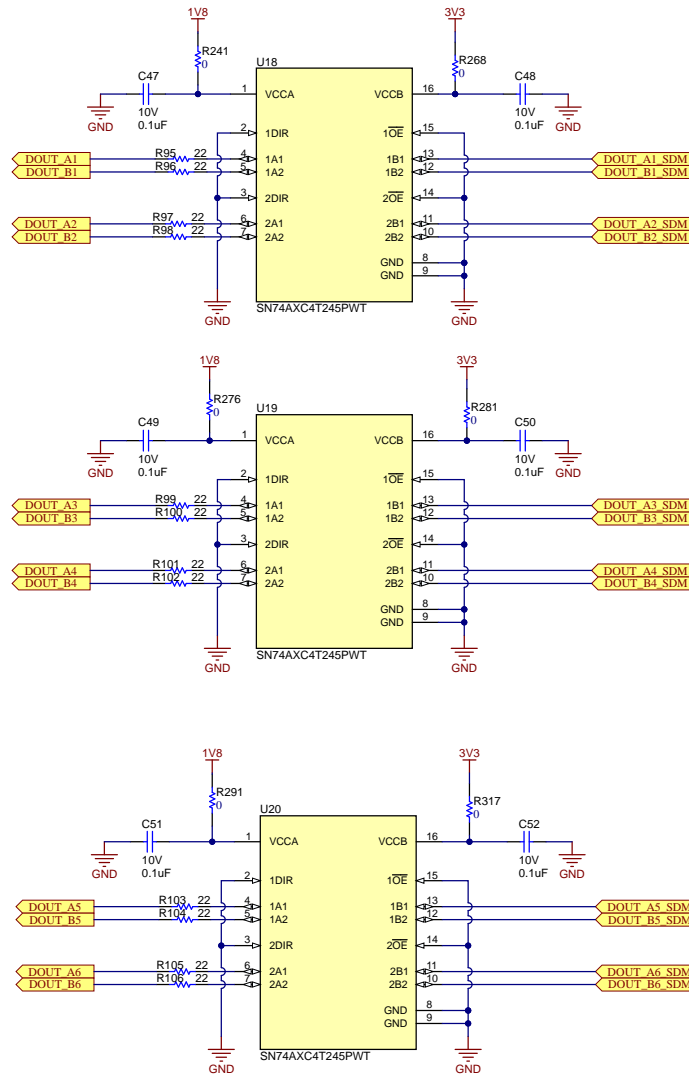 1V8 3V3
R241 0 U18 R268 0
C47 1 VCCA VCCB 16 C48
10V 0.1uF 10V 0.1uF
GND GND
2 1DIR 1OE 15
DOUT_A1 R95 22 4 1A1 1B1 13 DOUT_A1_SDM
DOUT_B1 R96 22 5 1A2 1B2 12 DOUT_B1_SDM
3 2DIR 2OE 14
DOUT_A2 R97 22 6 2A1 2B1 11 DOUT_A2_SDM
DOUT_B2 R98 22 7 2A2 2B2 10 DOUT_B2_SDM
GND 8
GND 9
SN74AXC4T245PWT
GND GND
1V8 3V3
R276 0 U19 R281 0
C49 1 VCCA VCCB 16 C50
10V 0.1uF 10V 0.1uF
GND GND
2 1DIR 1OE 15
DOUT_A3 R99 22 4 1A1 1B1 13 DOUT_A3_SDM
DOUT_B3 R100 22 5 1A2 1B2 12 DOUT_B3_SDM
3 2DIR 2OE 14
DOUT_A4 R101 22 6 2A1 2B1 11 DOUT_A4_SDM
DOUT_B4 R102 22 7 2A2 2B2 10 DOUT_B4_SDM
GND 8
GND 9
SN74AXC4T245PWT
GND GND
1V8 3V3
R291 0 U20 R317 0
C51 1 VCCA VCCB 16 C52
10V 0.1uF 10V 0.1uF
GND GND
2 1DIR 1OE 15
DOUT_A5 R103 22 4 1A1 1B1 13 DOUT_A5_SDM
DOUT_B5 R104 22 5 1A2 1B2 12 DOUT_B5_SDM
3 2DIR 2OE 14
DOUT_A6 R105 22 6 2A1 2B1 11 DOUT_A6_SDM
DOUT_B6 R106 22 7 2A2 2B2 10 DOUT_B6_SDM
GND 8
GND 9
SN74AXC4T245PWT
GND GND